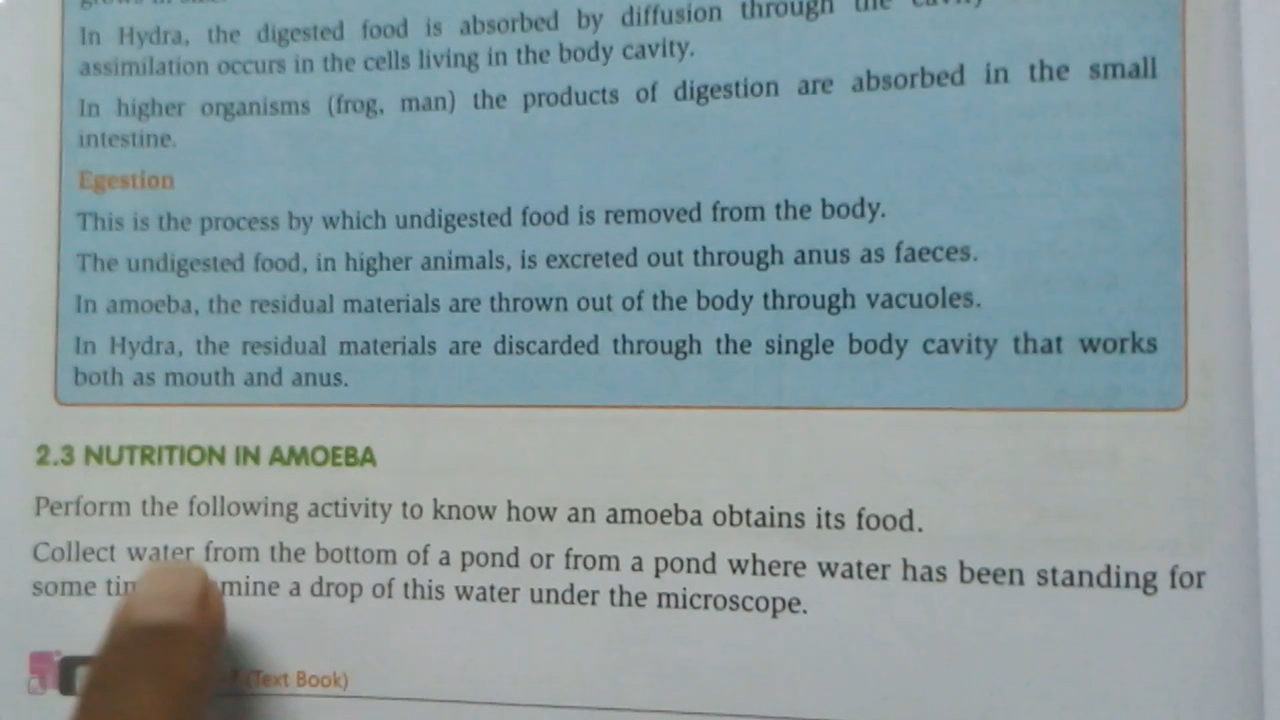 In Hydra, the digested food is absorbed by diffusion through the cavity
assimilation occurs in the cells living in the body cavity.
In higher organisms (frog, man) the products of digestion are absorbed in the small
intestine.
Egestion
This is the process by which undigested food is removed from the body.
The undigested food, in higher animals, is excreted out through anus as faeces.
In amoeba, the residual materials are thrown out of the body through vacuoles.
In Hydra, the residual materials are discarded through the single body cavity that works
both as mouth and anus.
2.3 NUTRITION IN AMOEBA
Perform the following activity to know how an amoeba obtains its food.
Collect water from the bottom of a pond or from a pond where water has been standing for
some mine a drop of this water under the microscope.
(Text Book)